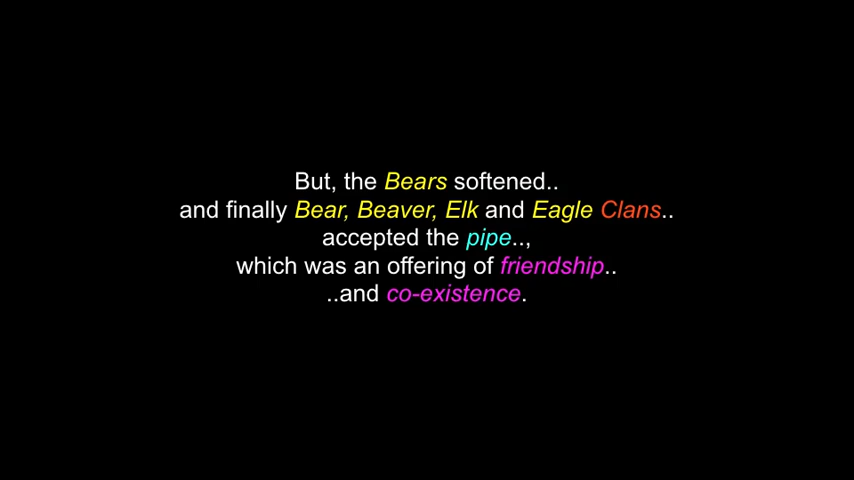 But, the Bears softened..
and finally Bear, Beaver, Elk and Eagle Clans..
accepted the pipe..,
which was an offering of friendship..
..and co-existence.